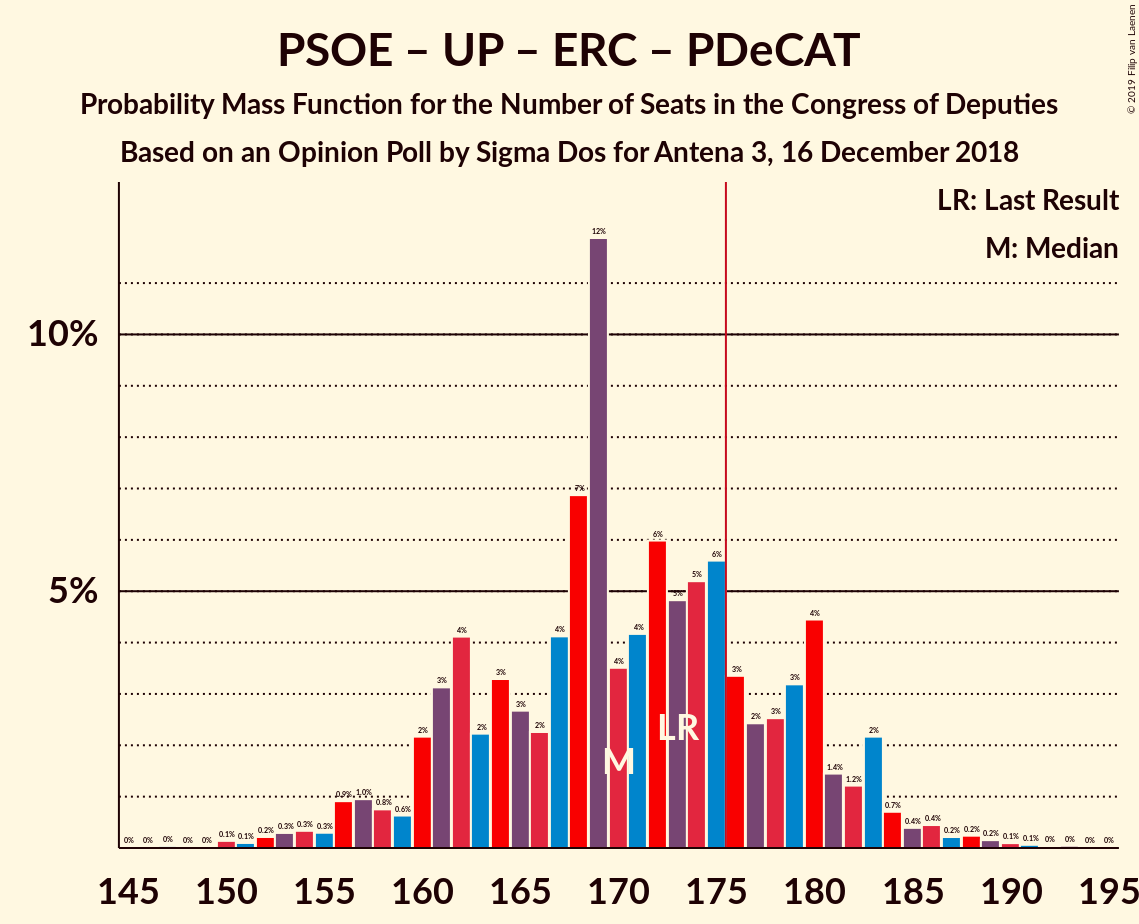 PSOE – UP – ERC – PDeCAT
Probability Mass Function for the Number of Seats in the Congress of Deputies
Based on an Opinion Poll by Sigma Dos for Antena 3, 16 December 2018
© 2019 Filip van Laenen
LR: Last Result
M: Median
10%
5%
0% 0% 0% 0% 0% 0.1% 0.1% 0.2% 0.3% 0.3% 0.3% 0.9% 1.0% 0.8% 0.6% 2% 3% 4% 2% 3% 3% 2% 4% 7% 12% 4% 4% 6% 5% 5% 6% 3% 2% 3% 3% 4% 1.4% 1.2% 2% 0.7% 0.4% 0.4% 0.2% 0.2% 0.2% 0.1% 0.1% 0% 0% 0% 0%
LR
M
145 150 155 160 165 170 175 180 185 190 195